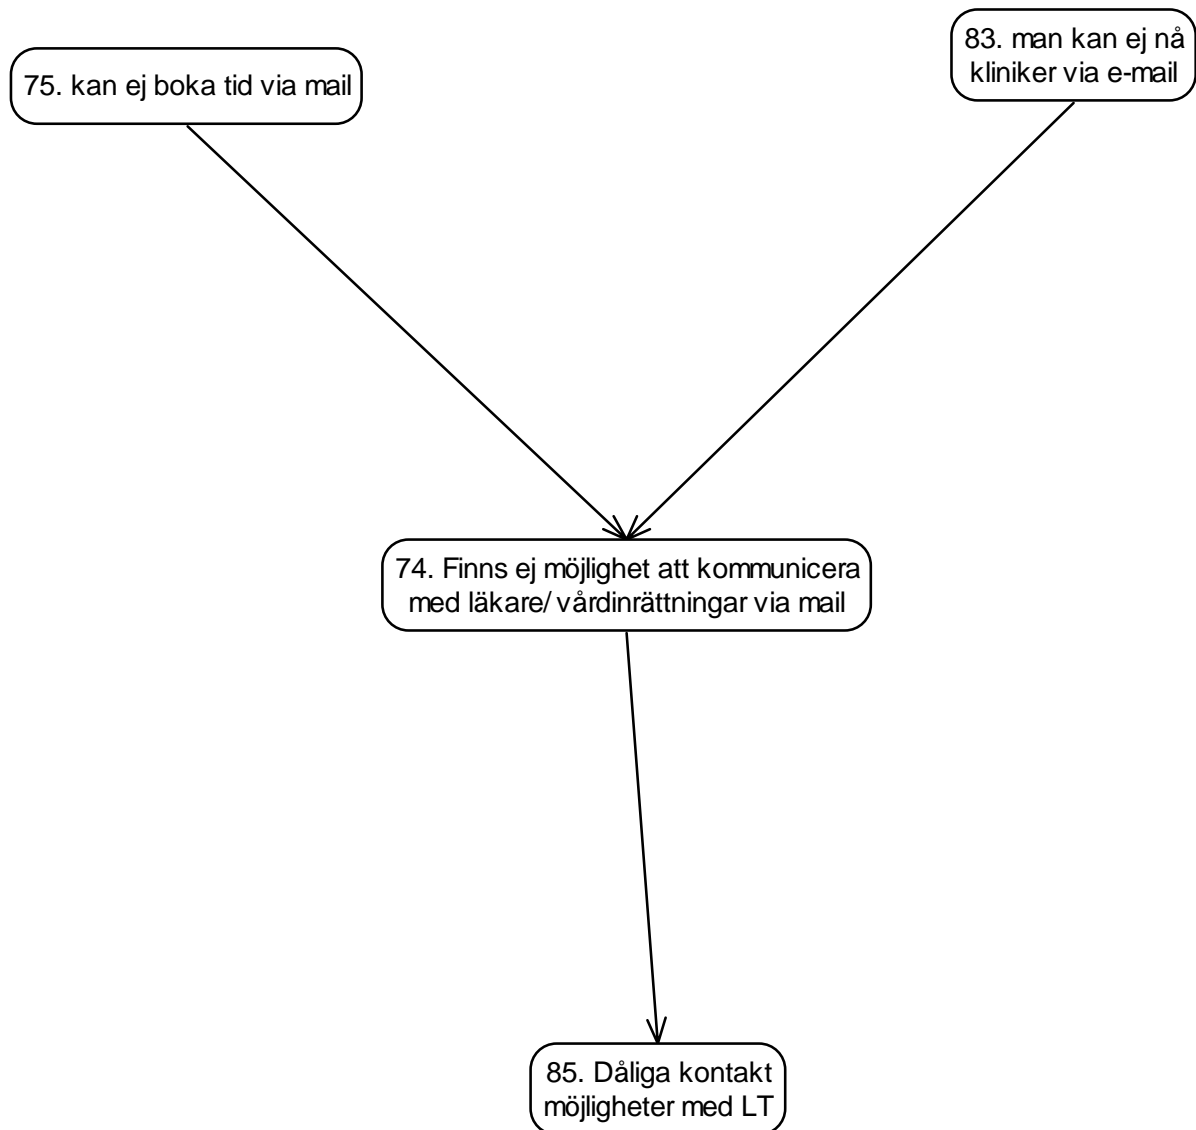 75. kan ej boka tid via mail
83. man kan ej nå
kliniker via e-mail
74. Finns ej möjlighet att kommunicera
med läkare/ vårdinrättningar via mail
85. Dåliga kontakt
möjligheter med LT